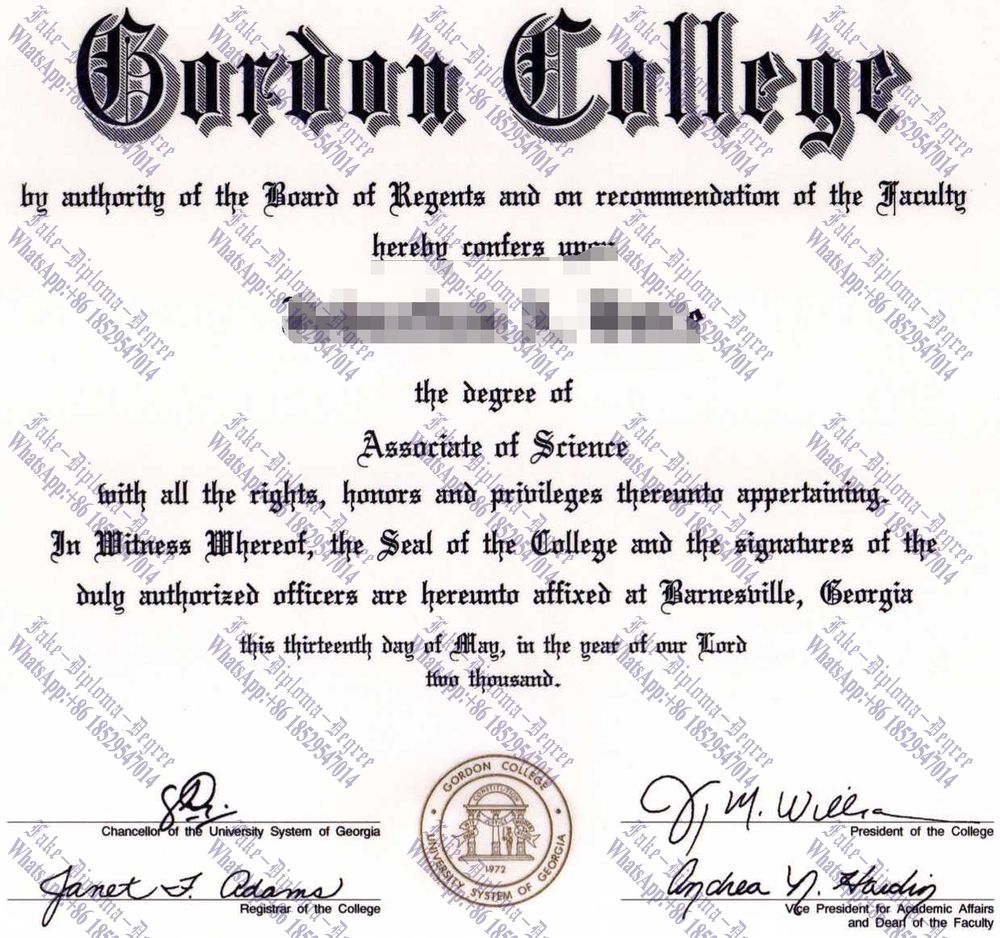 Gordon College
by authority of the Board of Regents and on recommendation of the Faculty
hereby confers upon
the degree of
Associate of Science
with all the rights, honors and privileges thereunto appertaining.
In Witness Whereof, the Seal of the College and the signatures of the
duly authorized officers are hereunto affixed at Barnesville, Georgia
this thirteenth day of May, in the year of our Lord
two thousand.
Chancellor of the University System of Georgia
Janet F. Adams
Registrar of the College
GORDON COLLEGE
CONSTITUTION
1972
UNIVERSITY SYSTEM OF GEORGIA
President of the College
Andrea N. Hardin
Vice President for Academic Affairs
and Dean of the Faculty
Fake-Diploma-Degree
WhatsApp:+86 18529547014